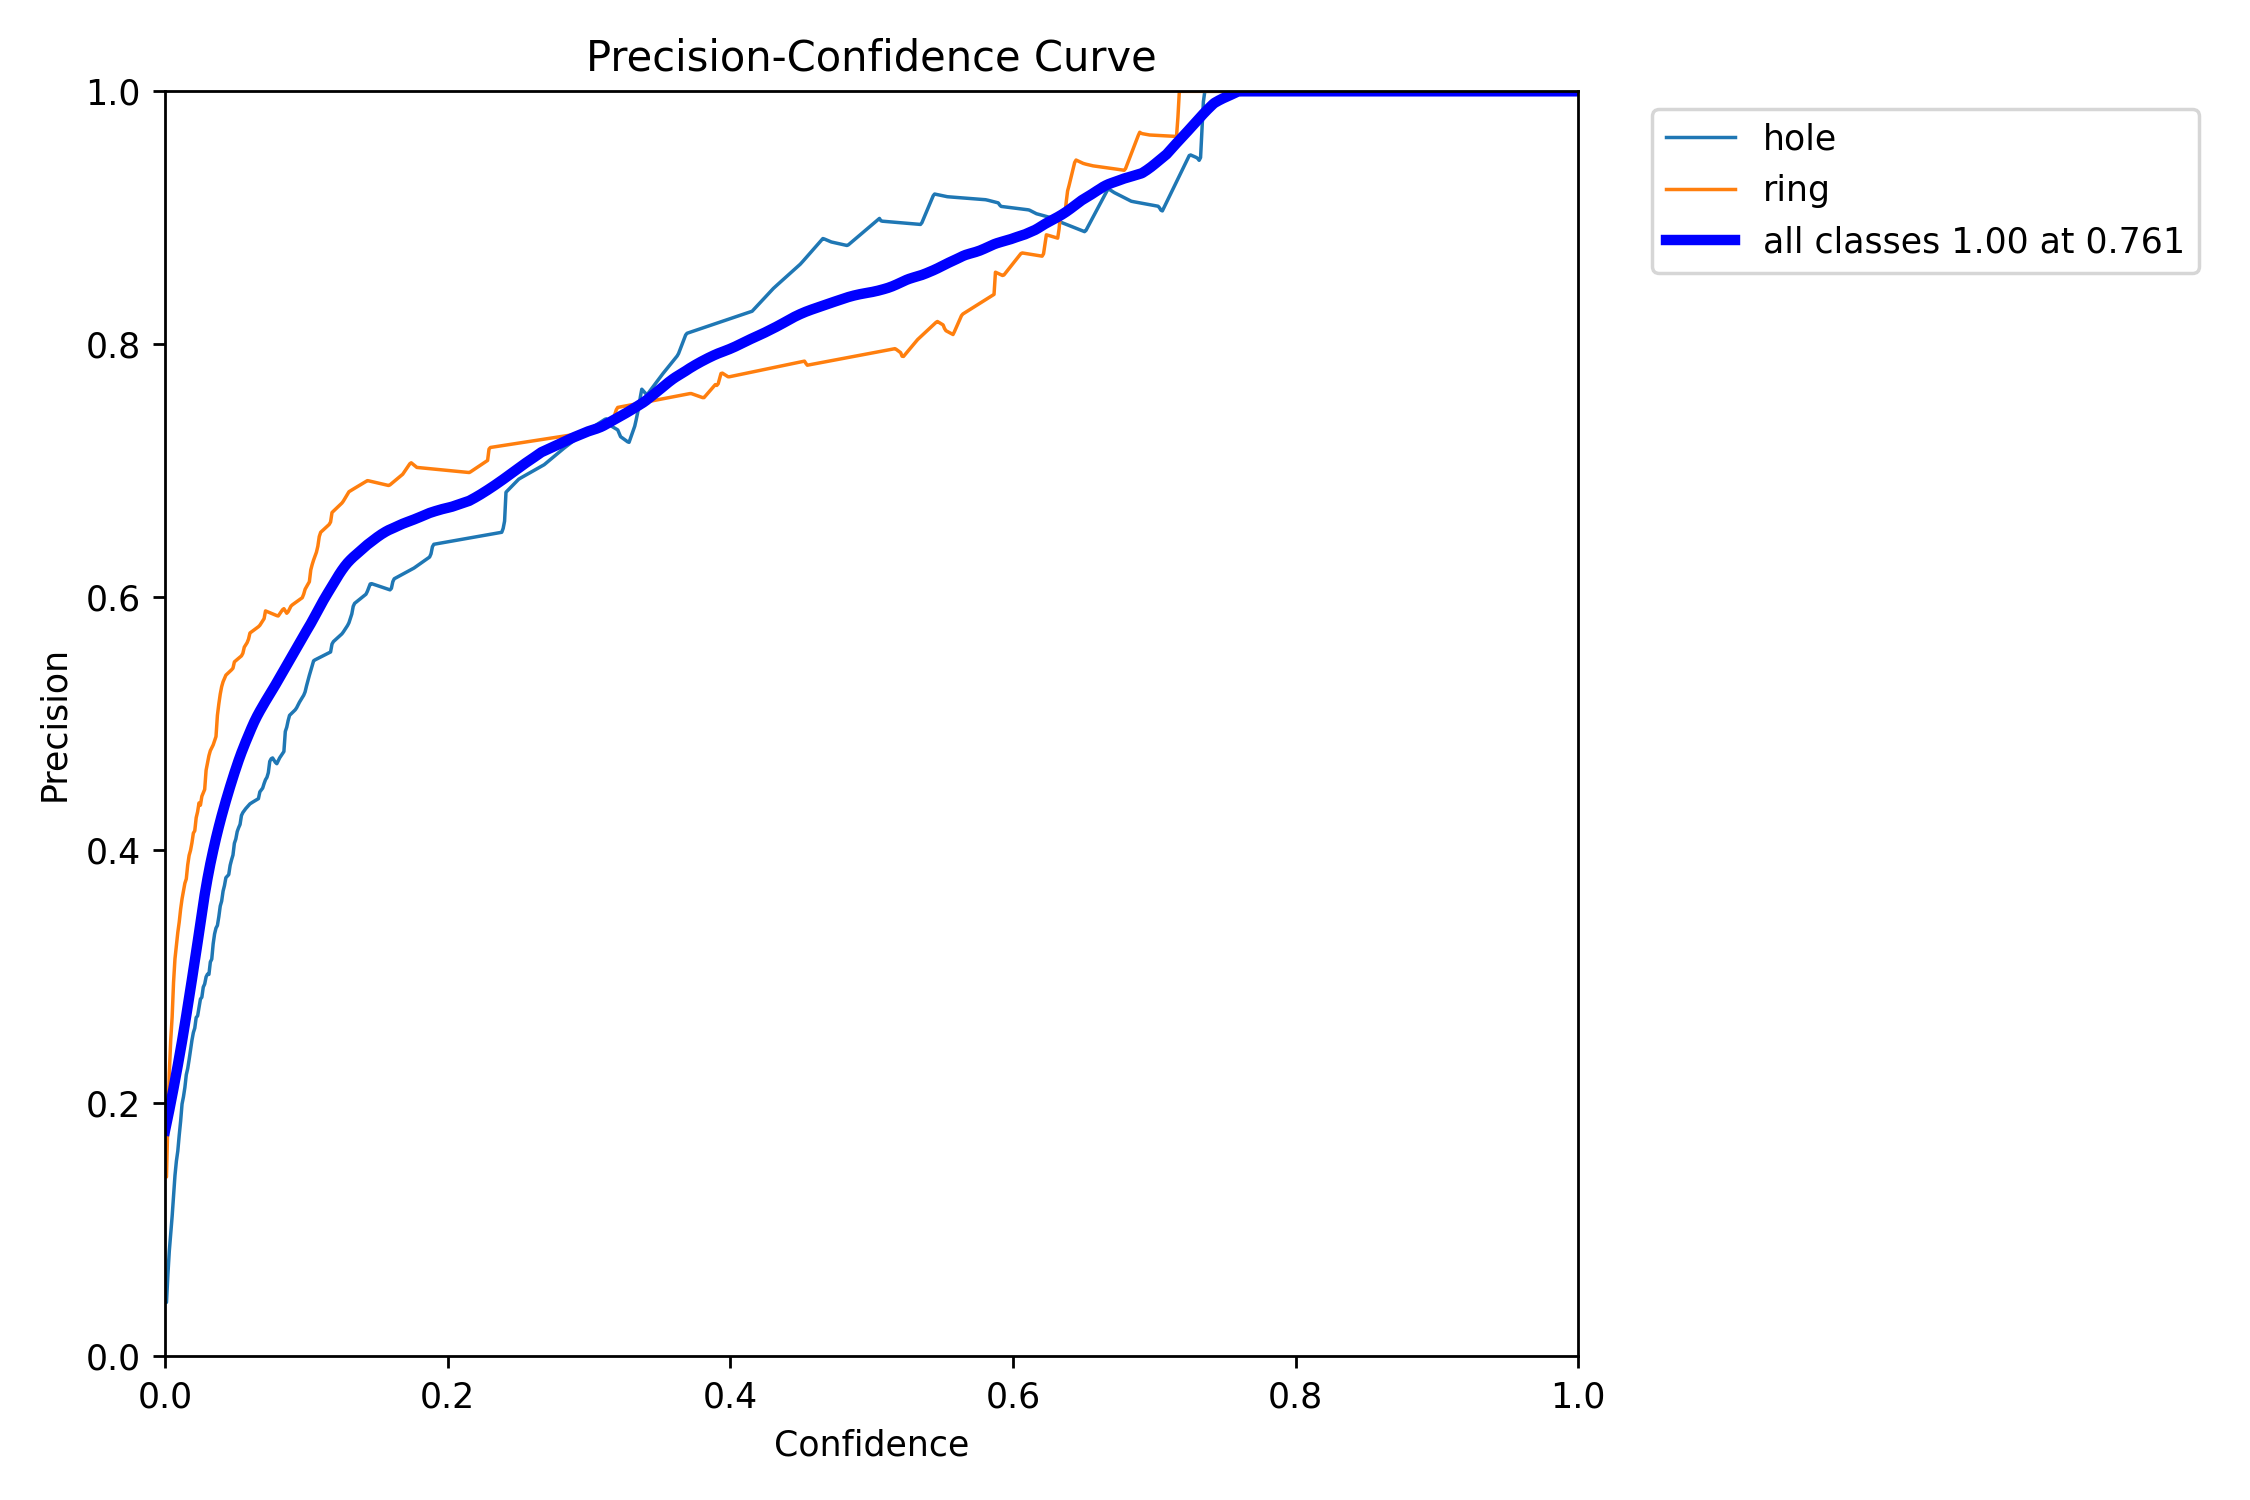 Precision-Confidence Curve
1.0
0.8
0.6
0.4
0.2
0.0
Precision
0.0 0.2 0.4 0.6 0.8 1.0
Confidence
hole
ring
all classes 1.00 at 0.761